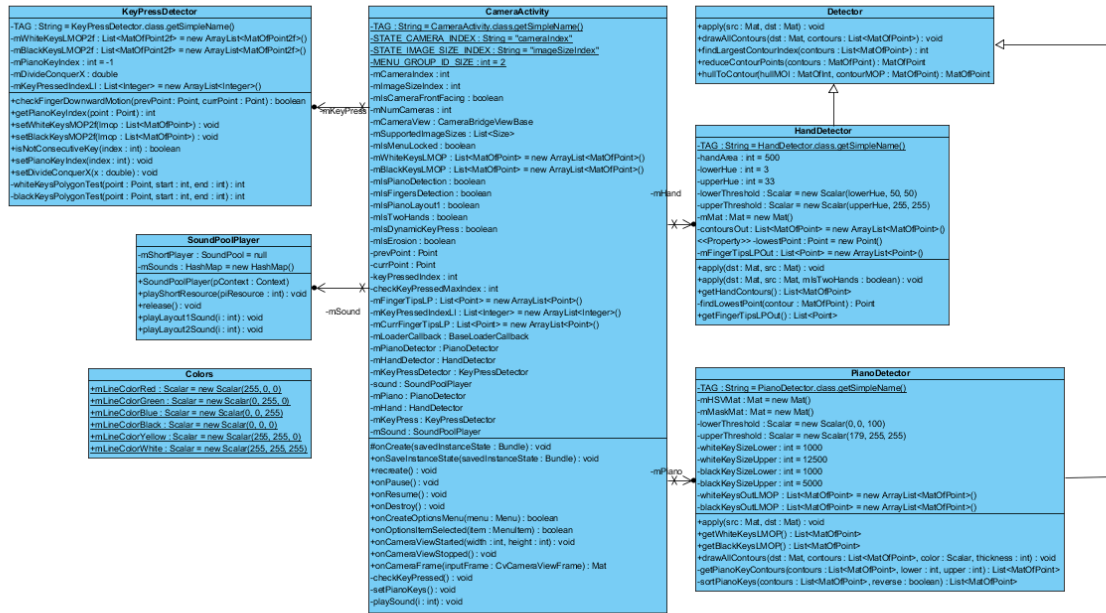 KeyPressDetector
-TAG : String = KeyPressDetector.class.getSimpleName()
-mWhiteKeysLMOP2f : List<MatOfPoint2f> = new ArrayList<MatOfPoint2f>()
-mBlackKeysLMOP2f : List<MatOfPoint2f> = new ArrayList<MatOfPoint2f>()
-mPianoKeyIndex : int = -1
-mDivideConquerX : double
-mKeyPressedIndexLI : List<Integer> = new ArrayList<Integer>()
+checkFingerDownwardMotion(prevPoint : Point, currPoint : Point) : boolean
+getPianoKeyIndex(point : Point) : int
+setWhiteKeysMOP2f(lmop : List<MatOfPoint>) : void
+setBlackKeysMOP2f(lmop : List<MatOfPoint>) : void
+isNotConsecutiveKey(index : int) : boolean
+setPianoKeyIndex(index : int) : void
+setDivideConquerX(x : double) : void
-whiteKeysPolygonTest(point : Point, start : int, end : int) : int
-blackKeysPolygonTest(point : Point, start : int, end : int) : int
SoundPoolPlayer
-mShortPlayer : SoundPool = null
-mSounds : HashMap = new HashMap()
+SoundPoolPlayer(pContext : Context)
+playShortResource(piResource : int) : void
+release() : void
+playLayout1Sound(i : int) : void
+playLayout2Sound(i : int) : void
Colors
+mLineColorRed : Scalar = new Scalar(255, 0, 0)
+mLineColorGreen : Scalar = new Scalar(0, 255, 0)
+mLineColorBlue : Scalar = new Scalar(0, 0, 255)
+mLineColorBlack : Scalar = new Scalar(0, 0, 0)
+mLineColorYellow : Scalar = new Scalar(255, 255, 0)
+mLineColorWhite : Scalar = new Scalar(255, 255, 255)
-mKeyPress
-mSound
CameraActivity
-TAG : String = CameraActivity.class.getSimpleName()
-STATE_CAMERA_INDEX : String = "cameraIndex"
-STATE_IMAGE_SIZE_INDEX : String = "imageSizeIndex"
-MENU_GROUP_ID_SIZE : int = 2
-mCameraIndex : int
-mImageSizeIndex : int
-mIsCameraFrontFacing : boolean
-mNumCameras : int
-mCameraView : CameraBridgeViewBase
-mSupportedImageSizes : List<Size>
-mIsMenuLocked : boolean
-mWhiteKeysLMOP : List<MatOfPoint> = new ArrayList<MatOfPoint>()
-mBlackKeysLMOP : List<MatOfPoint> = new ArrayList<MatOfPoint>()
-mIsPianoDetection : boolean
-mIsFingersDetection : boolean
-mIsPianoLayout1 : boolean
-mIsTwoHands : boolean
-mIsDynamicKeyPress : boolean
-mIsErosion : boolean
-prevPoint : Point
-currPoint : Point
-keyPressedIndex : int
-checkKeyPressedMaxIndex : int
-mFingerTipsLP : List<Point> = new ArrayList<Point>()
-mKeyPressedIndexLI : List<Integer> = new ArrayList<Integer>()
-mCurrFingerTipsLP : List<Point> = new ArrayList<Point>()
-mLoaderCallback : BaseLoaderCallback
-mPianoDetector : PianoDetector
-mHandDetector : HandDetector
-mKeyPressDetector : KeyPressDetector
-sound : SoundPoolPlayer
-mPiano : PianoDetector
-mHand : HandDetector
-mKeyPress : KeyPressDetector
-mSound : SoundPoolPlayer
#onCreate(savedInstanceState : Bundle) : void
+onSaveInstanceState(savedInstanceState : Bundle) : void
+recreate() : void
+onPause() : void
+onResume() : void
+onDestroy() : void
+onCreateOptionsMenu(menu : Menu) : boolean
+onOptionsItemSelected(item : MenuItem) : boolean
+onCameraViewStarted(width : int, height : int) : void
+onCameraViewStopped() : void
+onCameraFrame(inputFrame : CvCameraViewFrame) : Mat
-checkKeyPressed() : void
-setPianoKeys() : void
-playSound(i : int) : void
-mHand
-mPiano
Detector
+apply(src : Mat, dst : Mat) : void
+drawAllContours(dst : Mat, contours : List<MatOfPoint>) : void
+findLargestContourIndex(contours : List<MatOfPoint>) : int
+reduceContourPoints(contours : MatOfPoint) : MatOfPoint
+hullToContour(hullMOI : MatOfInt, contourMOP : MatOfPoint) : MatOfPoint
HandDetector
-TAG : String = HandDetector.class.getSimpleName()
-handArea : int = 500
-lowerHue : int = 3
-upperHue : int = 33
-lowerThreshold : Scalar = new Scalar(lowerHue, 50, 50)
-upperThreshold : Scalar = new Scalar(upperHue, 255, 255)
-mMat : Mat = new Mat()
-contoursOut : List<MatOfPoint> = new ArrayList<MatOfPoint>()
<<Property>> -lowestPoint : Point = new Point()
-mFingerTipsLPOut : List<Point> = new ArrayList<Point>()
+apply(dst : Mat, src : Mat) : void
+apply(dst : Mat, src : Mat, mIsTwoHands : boolean) : void
+getHandContours() : List<MatOfPoint>
-findLowestPoint(contour : MatOfPoint) : Point
+getFingerTipsLPOut() : List<Point>
PianoDetector
-TAG : String = PianoDetector.class.getSimpleName()
-mHSVMat : Mat = new Mat()
-mMaskMat : Mat = new Mat()
-lowerThreshold : Scalar = new Scalar(0, 0, 100)
-upperThreshold : Scalar = new Scalar(179, 255, 255)
-whiteKeySizeLower : int = 1000
-whiteKeySizeUpper : int = 12500
-blackKeySizeLower : int = 1000
-blackKeySizeUpper : int = 5000
-whiteKeysOutLMOP : List<MatOfPoint> = new ArrayList<MatOfPoint>()
-blackKeysOutLMOP : List<MatOfPoint> = new ArrayList<MatOfPoint>()
+apply(src : Mat, dst : Mat) : void
+getWhiteKeysLMOP() : List<MatOfPoint>
+getBlackKeysLMOP() : List<MatOfPoint>
+drawAllContours(dst : Mat, contours : List<MatOfPoint>, color : Scalar, thickness : int) : void
-getPianoKeyContours(contours : List<MatOfPoint>, lower : int, upper : int) : List<MatOfPoint>
-sortPianoKeys(contours : List<MatOfPoint>, reverse : boolean) : List<MatOfPoint>